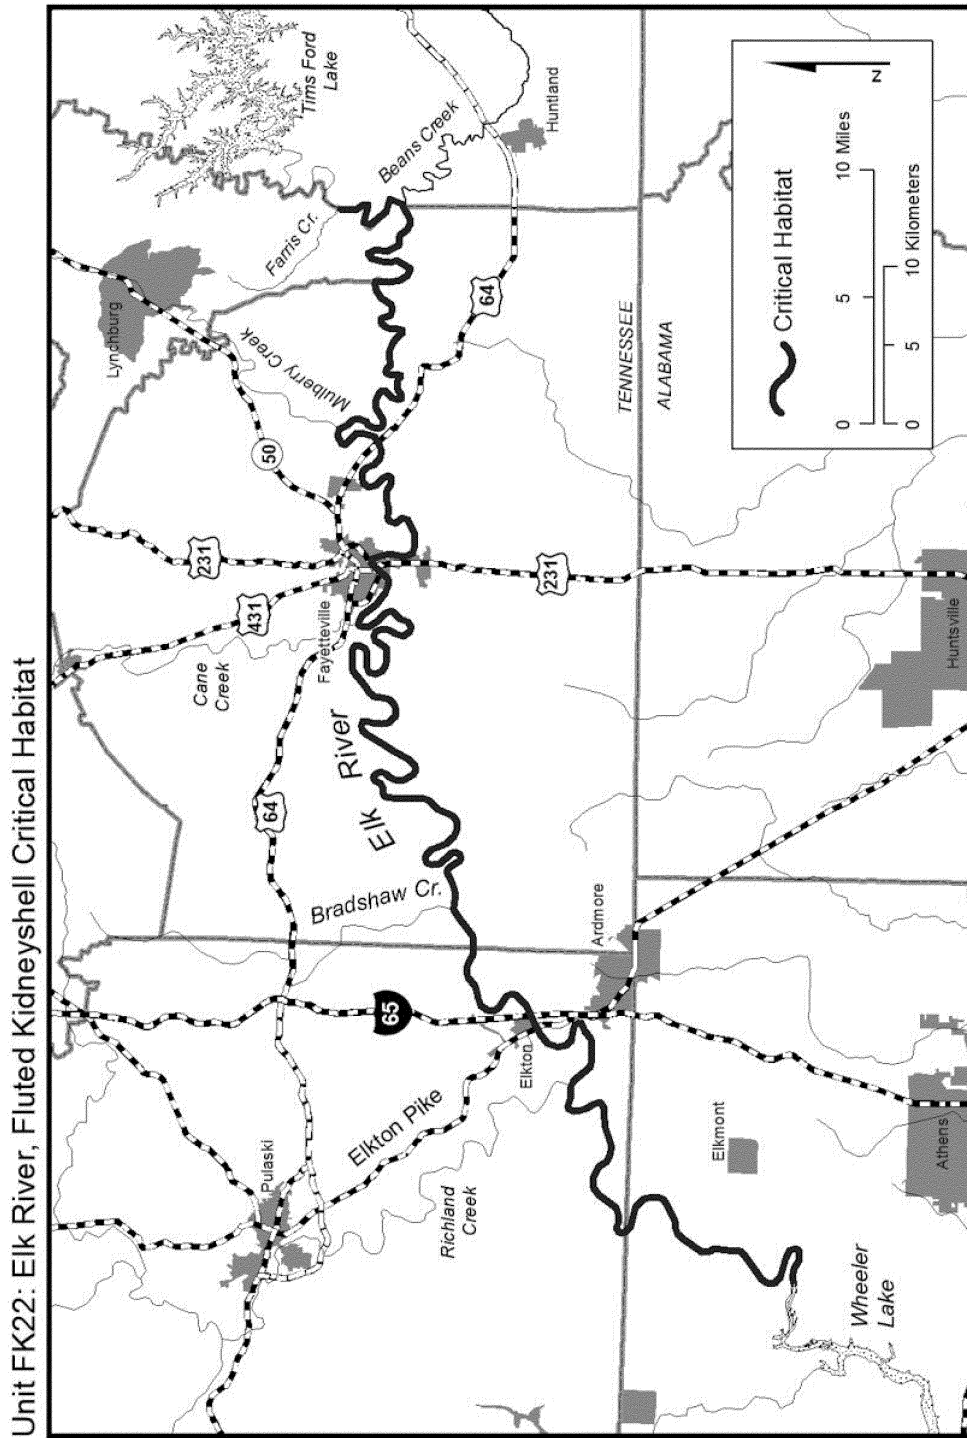 Unit FK22: Elk River, Fluted Kidneyshell Critical Habitat
Tims Ford
Lake
Lynchburg
Farris Cr.
Beans Creek
Huntland
Mulberry Creek
50
64
231
431
Cane
Creek
Fayetteville
231
64
Elk River
Bradshaw Cr.
TENNESSEE
ALABAMA
Huntsville
Ardmore
65
Elkton
Elkton Pike
Pulaski
Richland
Creek
Elkmont
Athens
Wheeler
Lake
N
Critical Habitat
0 5 10 Miles
0 5 10 Kilometers